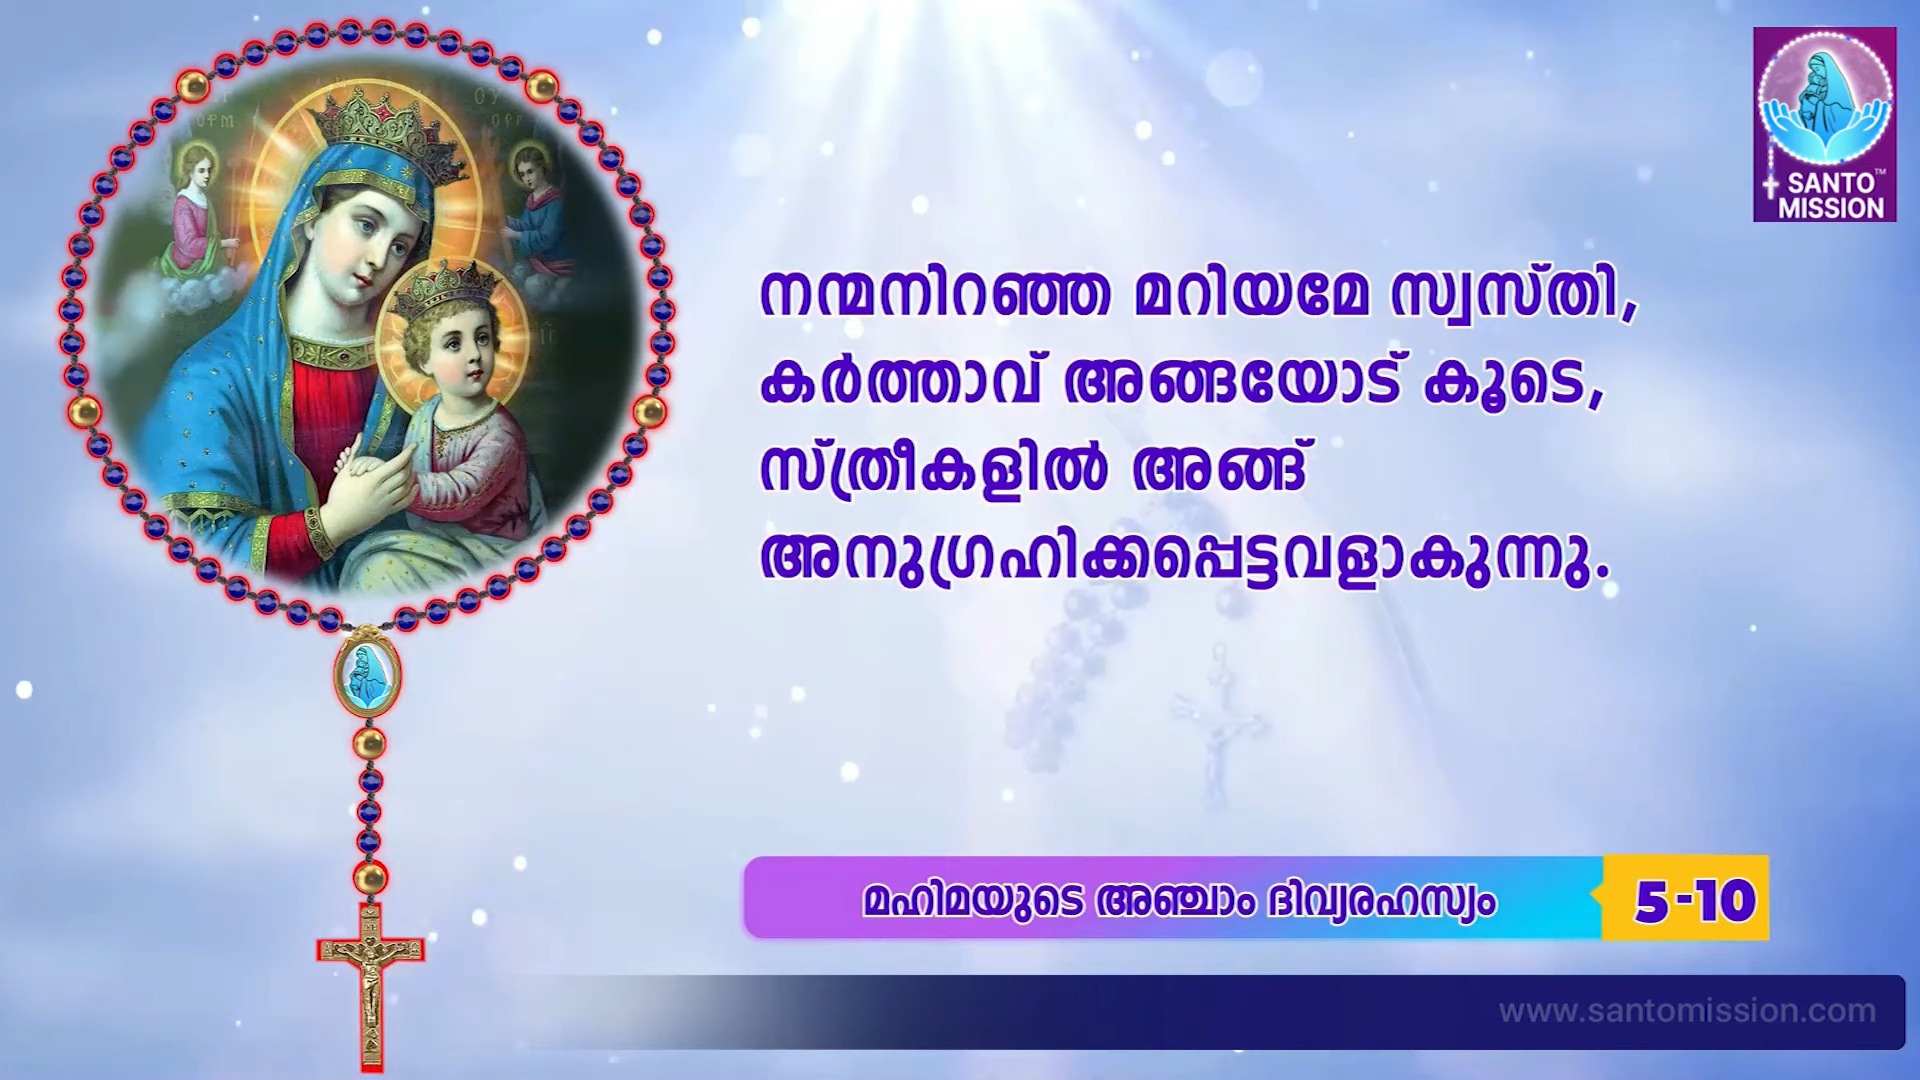 SANTO™
MISSION
നന്മനിറഞ്ഞ മറിയമേ സ്വസ്തി,
കർത്താവ് അങ്ങയോട് കൂടെ,
സ്ത്രീകളിൽ അങ്ങ്
അനുഗ്രഹിക്കപ്പെട്ടവളാകുന്നു.
മഹിമയുടെ അഞ്ചാം ദിവ്യരഹസ്യം 5-10
www.santomission.com